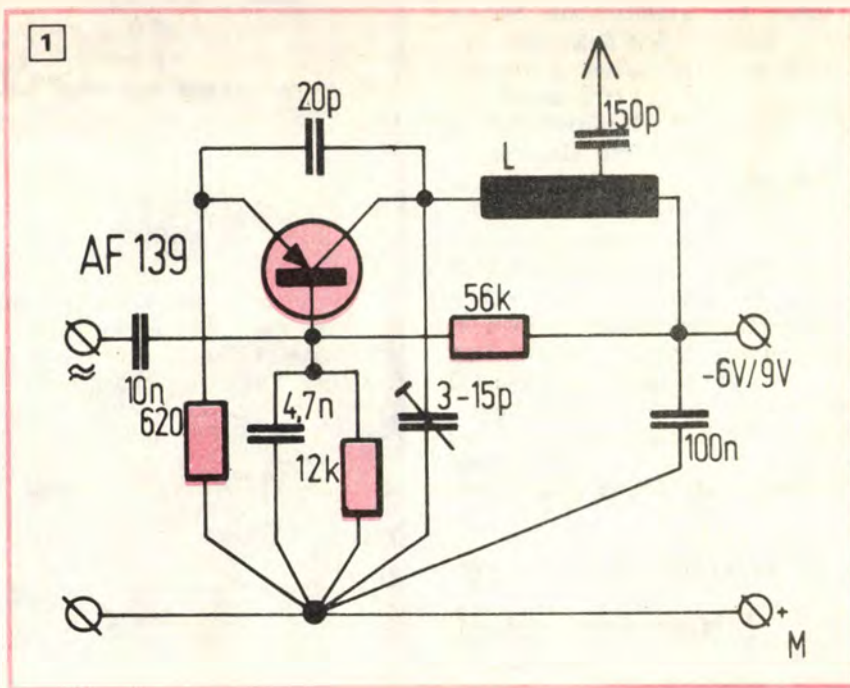 1
20p
150p
L
AF 139
56k
≈
10n
620
4,7n
12k
3-15p
-6V/9V
100n
+
M